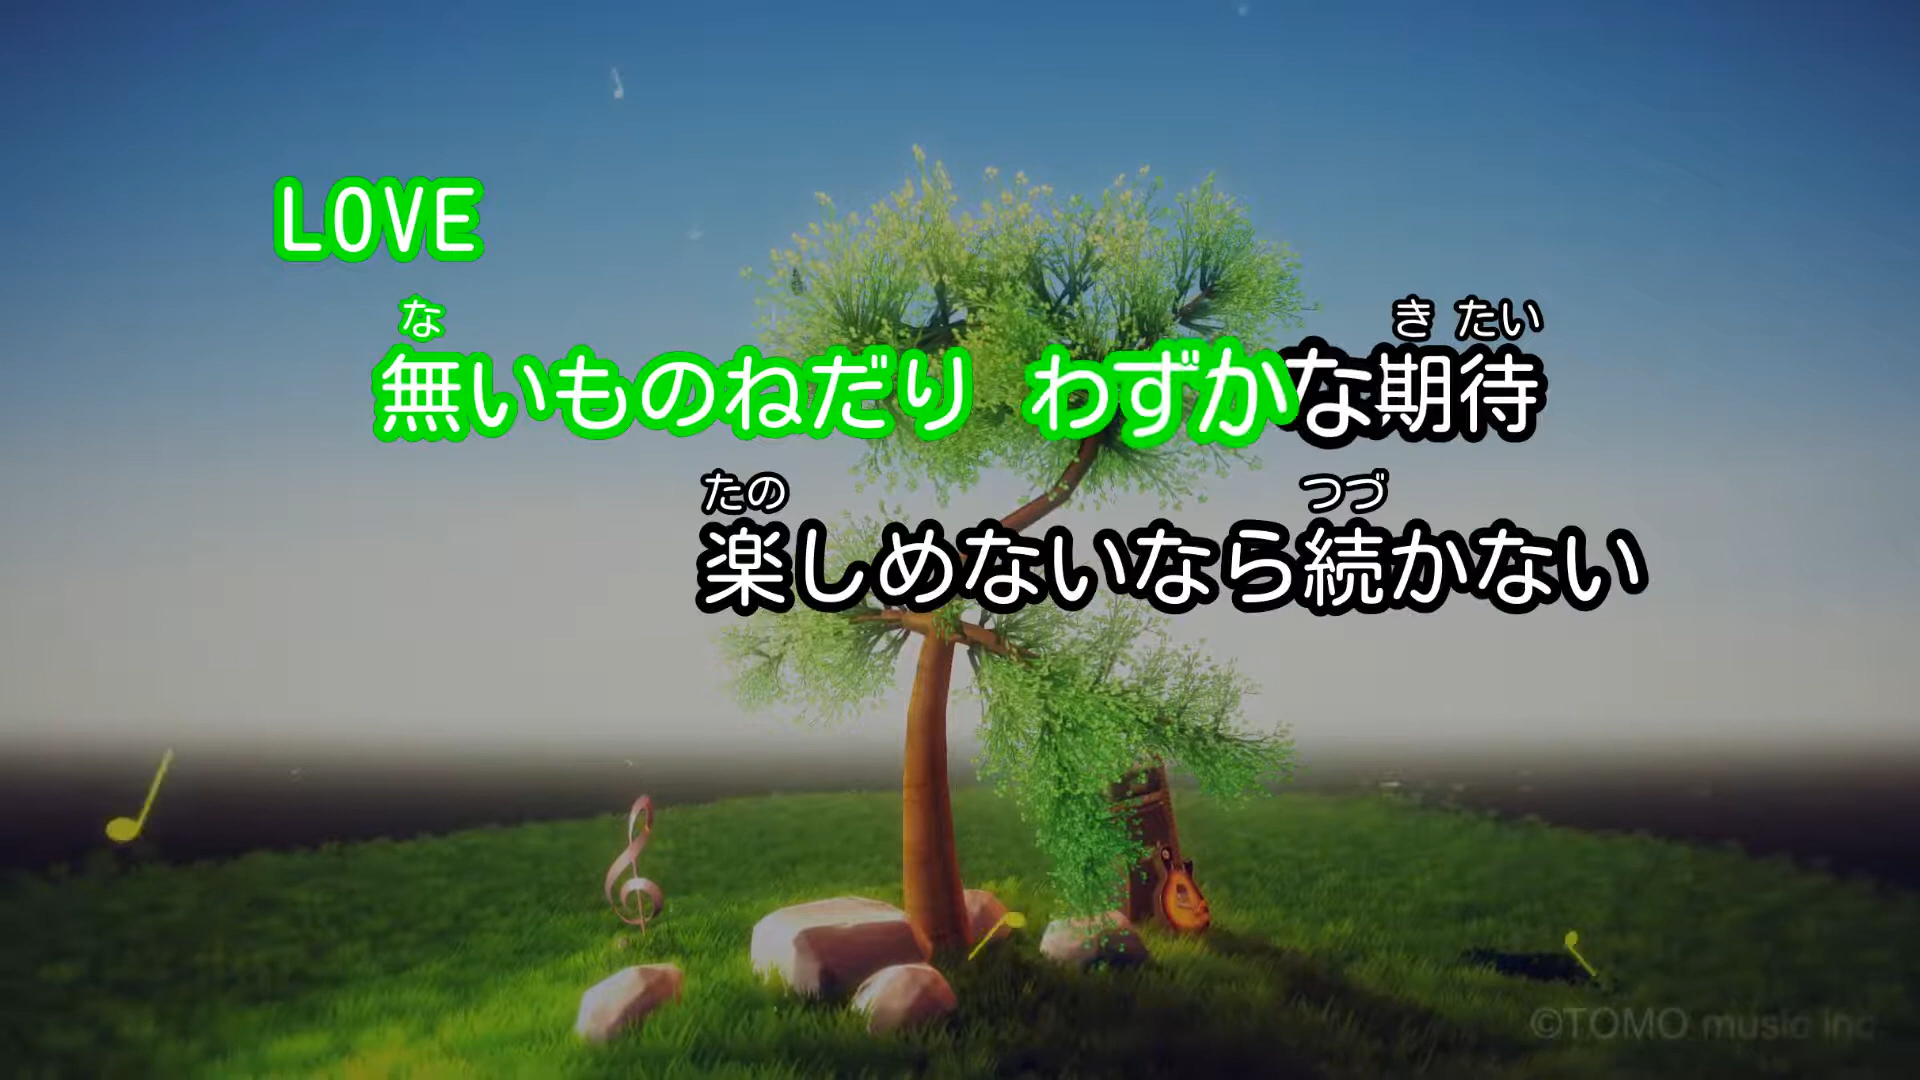 LOVE
な
無いものねだり わずかな期待
き たい
たの
楽しめないなら続かない
つづ
©TOMO music inc